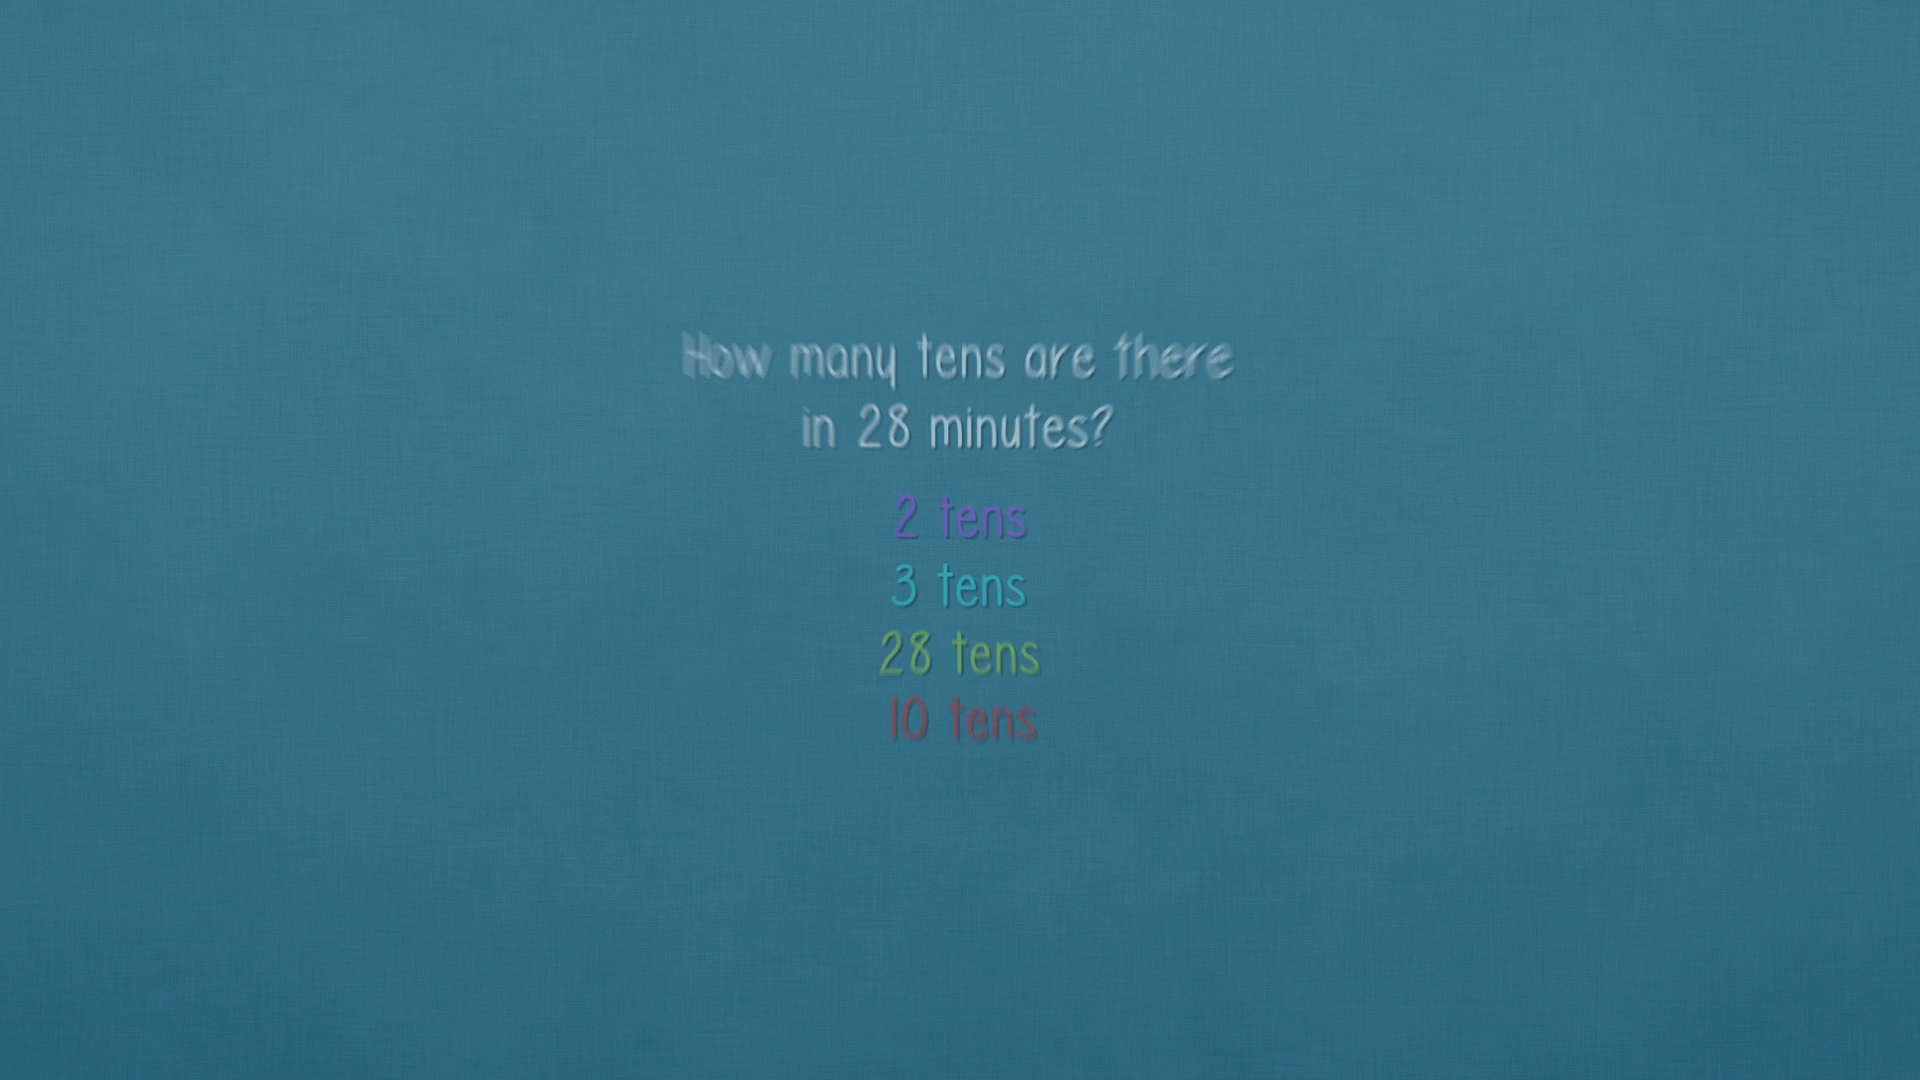 How many tens are there
in 28 minutes?
2 tens
3 tens
28 tens
10 tens